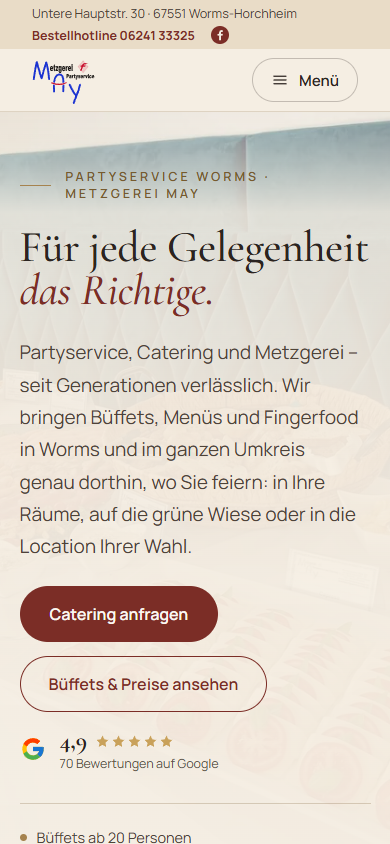 Untere Hauptstr. 30 · 67551 Worms-Horchheim
Bestellhotline 06241 33325
Metzgerei
Partyservice
May
Menü
PARTYSERVICE WORMS ·
METZGEREI MAY
Für jede Gelegenheit
das Richtige.
Partyservice, Catering und Metzgerei –
seit Generationen verlässlich. Wir
bringen Büffets, Menüs und Fingerfood
in Worms und im ganzen Umkreis
genau dorthin, wo Sie feiern: in Ihre
Räume, auf die grüne Wiese oder in die
Location Ihrer Wahl.
Catering anfragen
Büffets & Preise ansehen
4,9
70 Bewertungen auf Google
Büffets ab 20 Personen